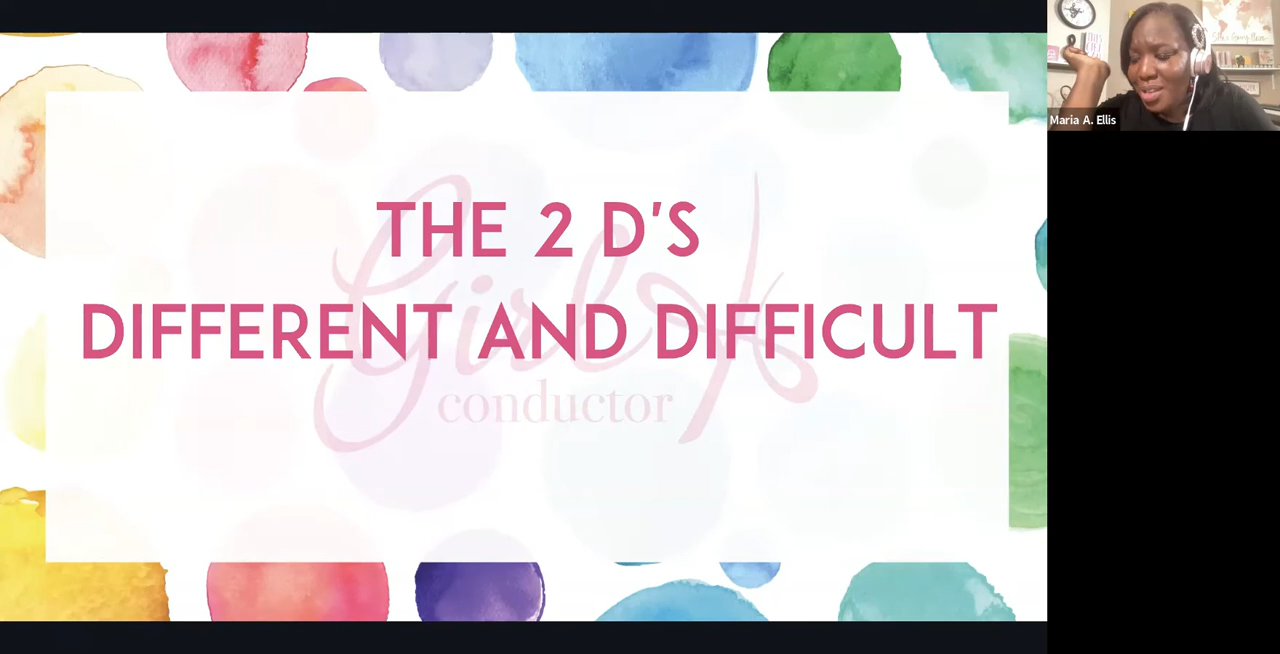 THE 2 D'S
DIFFERENT AND DIFFICULT
Girl
conductor
Maria A. Ellis